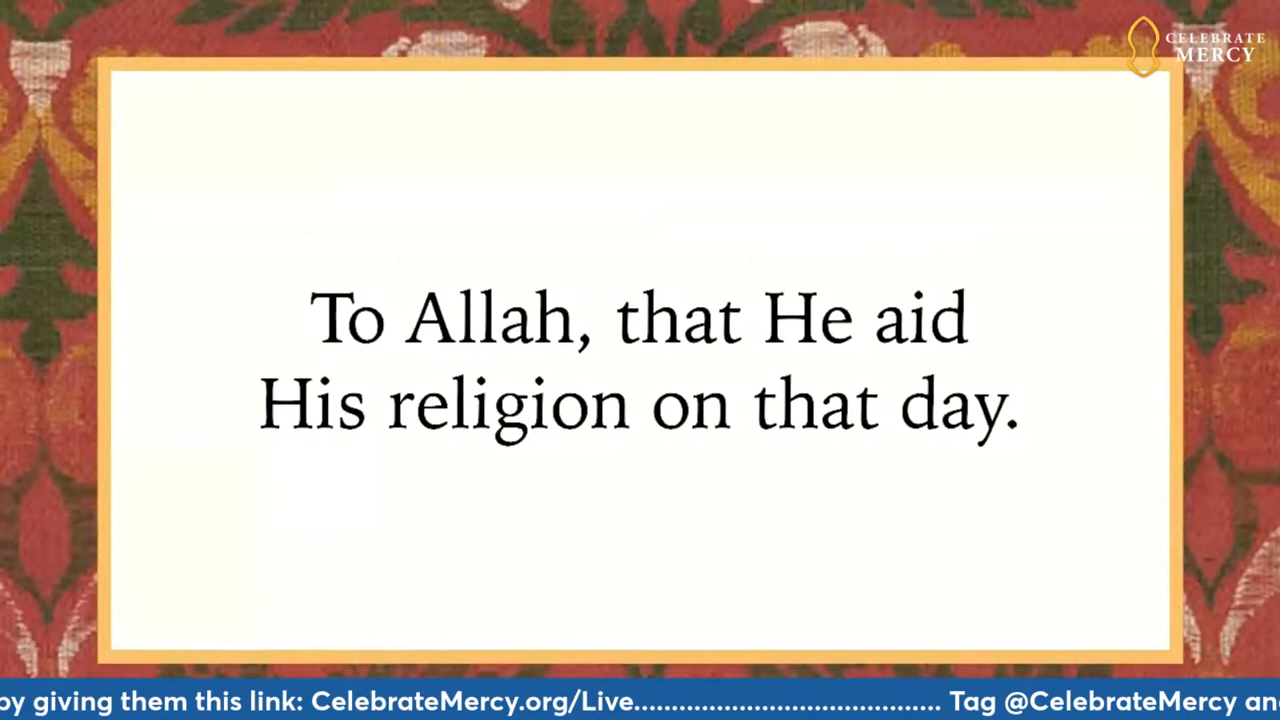 CELEBRATE
MERCY
To Allah, that He aid
His religion on that day.
by giving them this link: CelebrateMercy.org/Live......................................... Tag @CelebrateMercy an